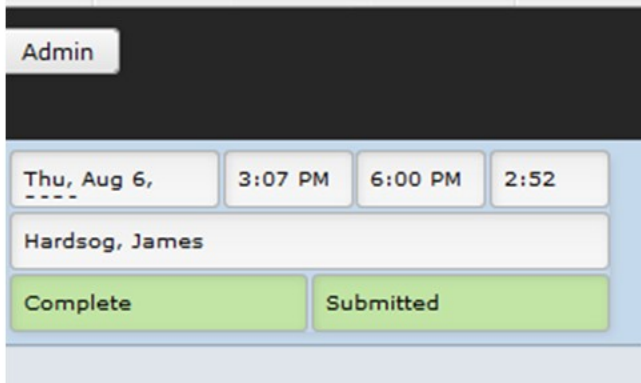 Admin
Thu, Aug 6, 3:07 PM 6:00 PM 2:52
Hardsog, James
Complete Submitted